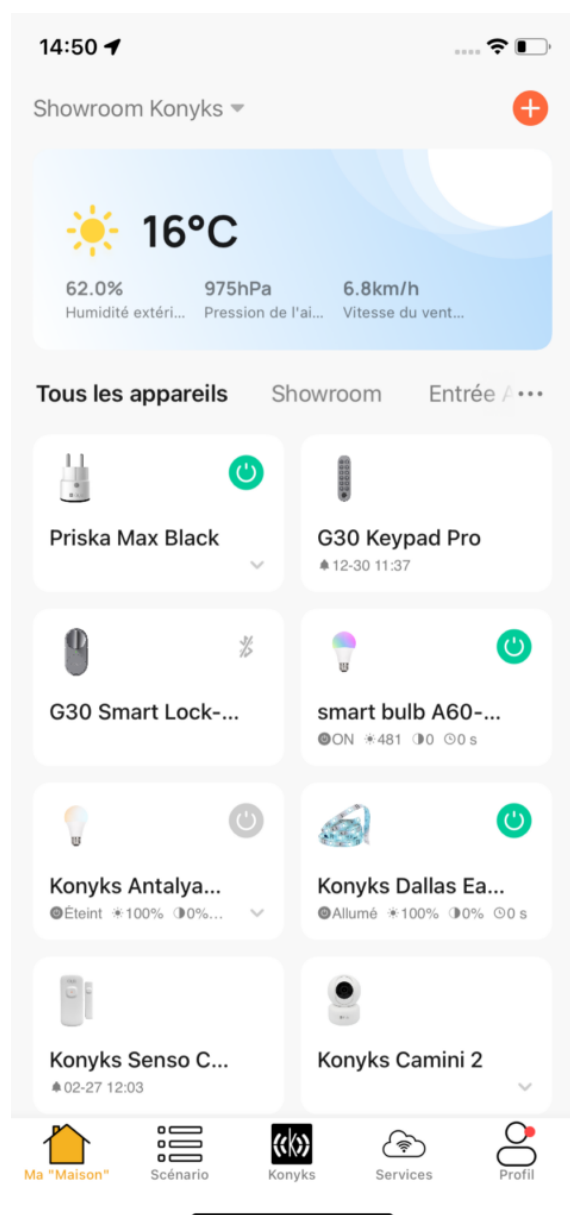 14:50
Showroom Konyks
16°C
62.0% 975hPa 6.8km/h
Humidité extéri... Pression de l'ai... Vitesse du vent...
Tous les appareils Showroom Entrée A
Priska Max Black G30 Keypad Pro
12-30 11:37
G30 Smart Lock-... smart bulb A60-...
ON 481 0 0 s
Konyks Antalya... Konyks Dallas Ea...
Éteint 100% 0%... Allumé 100% 0% 0 s
Konyks Senso C... Konyks Camini 2
02-27 12:03
Ma "Maison" Scénario Konyks Services Profil